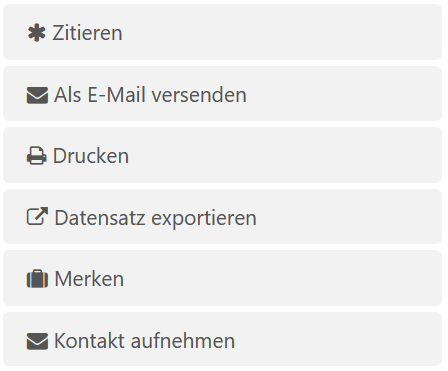 Zitieren
Als E-Mail versenden
Drucken
Datensatz exportieren
Merken
Kontakt aufnehmen